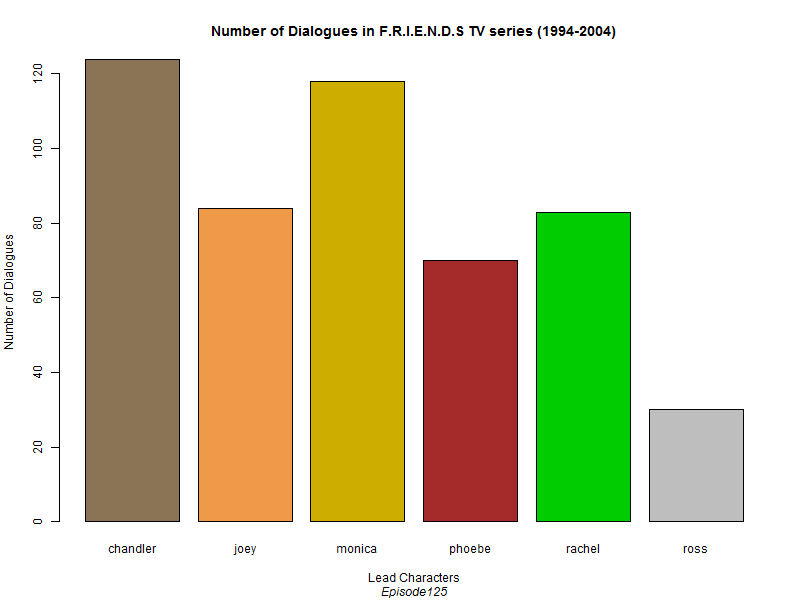 Number of Dialogues in F.R.I.E.N.D.S TV series (1994-2004)
Number of Dialogues
120
100
80
60
40
20
0
chandler joey monica phoebe rachel ross
Lead Characters
Episode125